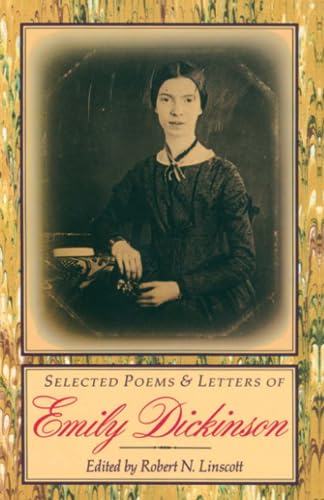 SELECTED POEMS & LETTERS OF
Emily Dickinson
Edited by Robert N. Linscott